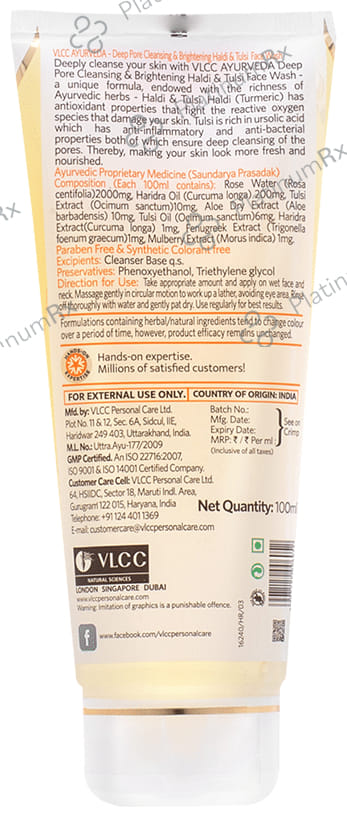 VLCC AYURVEDA - Deep Pore Cleansing & Brightening Haldi & Tulsi Face Wash
Deeply cleanse your skin with VLCC AYURVEDA Deep
Pore Cleansing & Brightening Haldi & Tulsi Face Wash -
a unique formula, endowed with the richness of
Ayurvedic herbs - Haldi & Tulsi Haldi (Turmeric) has
antioxidant properties that fight the reactive oxygen
species that damage your skin. Tulsi is rich in ursolic acid
which has anti-inflammatory and anti-bacterial
properties both of which ensure deep cleansing of the
pores. Thereby, making your skin look more fresh and
nourished.
Ayurvedic Proprietary Medicine (Saundarya Prasadak)
Composition (Each 100ml contains): Rose Water (Rosa
centifolia)2000mg, Haridra Oil (Curcuma longa) 200mg, Tulsi
Extract (Ocimum sanctum)10mg, Aloe Dry Extract (Aloe
barbadensis) 10mg, Tulsi Oil (Ocimum sanctum)6mg, Haridra
Extract(Curcuma longa) 1mg, Fenugreek Extract (Trigonella
foenum graecum)1mg, Mulberry Extract (Morus indica) 1mg.
Paraben Free & Synthetic Colorant free
Excipients: Cleanser Base q.s.
Preservatives: Phenoxyethanol, Triethylene glycol
Direction for Use: Take appropriate amount and apply on wet face and
neck. Massage gently in circular motion to work up a lather, avoiding eye area. Rinse
off thoroughly with water and gently pat dry. Use regularly for best results.
Formulations containing herbal/natural ingredients tend to change colour
over a period of time, however, product efficacy remains unchanged.
HANDS-ON EXPERTISE
Hands-on expertise.
Millions of satisfied customers!
FOR EXTERNAL USE ONLY. COUNTRY OF ORIGIN: INDIA
Mfd. by: VLCC Personal Care Ltd.
Plot No. 11 & 12, Sec. 6A, Sidcul, IIE,
Haridwar 249 403, Uttarakhand, India.
M.L. No.: Uttra.Ayu-177/2009
GMP Certified. An ISO 22716:2007,
ISO 9001 & ISO 14001 Certified Company.
Customer Care Cell: VLCC Personal Care Ltd.
64, HSIIDC, Sector 18, Maruti Indl. Area,
Gurugram 122 015, Haryana, India
Telephone: +91 124 4011369
E-mail: customercare@vlccpersonalcare.com
Batch No.:
Mfg. Date:
Expiry Date:
MRP: ₹ / ₹ Per ml:
(Inclusive of all taxes)
See on
Crimp
Net Quantity: 100ml
VLCC
NATURAL SCIENCES
LONDON SINGAPORE DUBAI
www.vlccpersonalcare.com
Warning: Imitation of graphics is a punishable offence.
f www.facebook.com/vlccpersonalcare
16240/HR/03
PlatinumRx